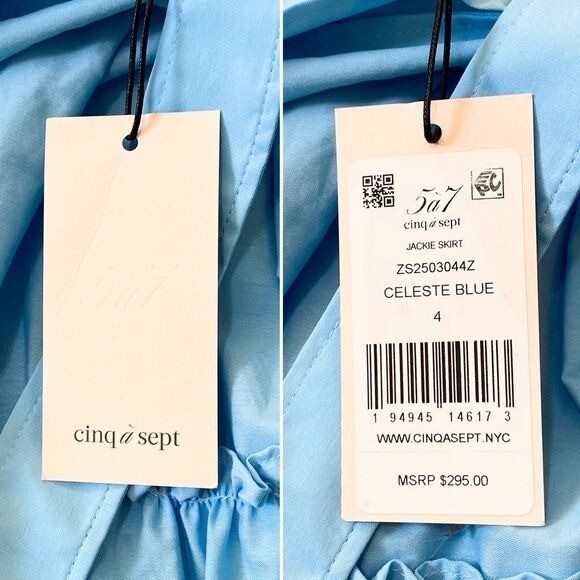 5à7
cinq à sept
5à7
cinq à sept
JACKIE SKIRT
ZS2503044Z
CELESTE BLUE
4
1 94945 14617 3
WWW.CINQASEPT.NYC
MSRP $295.00